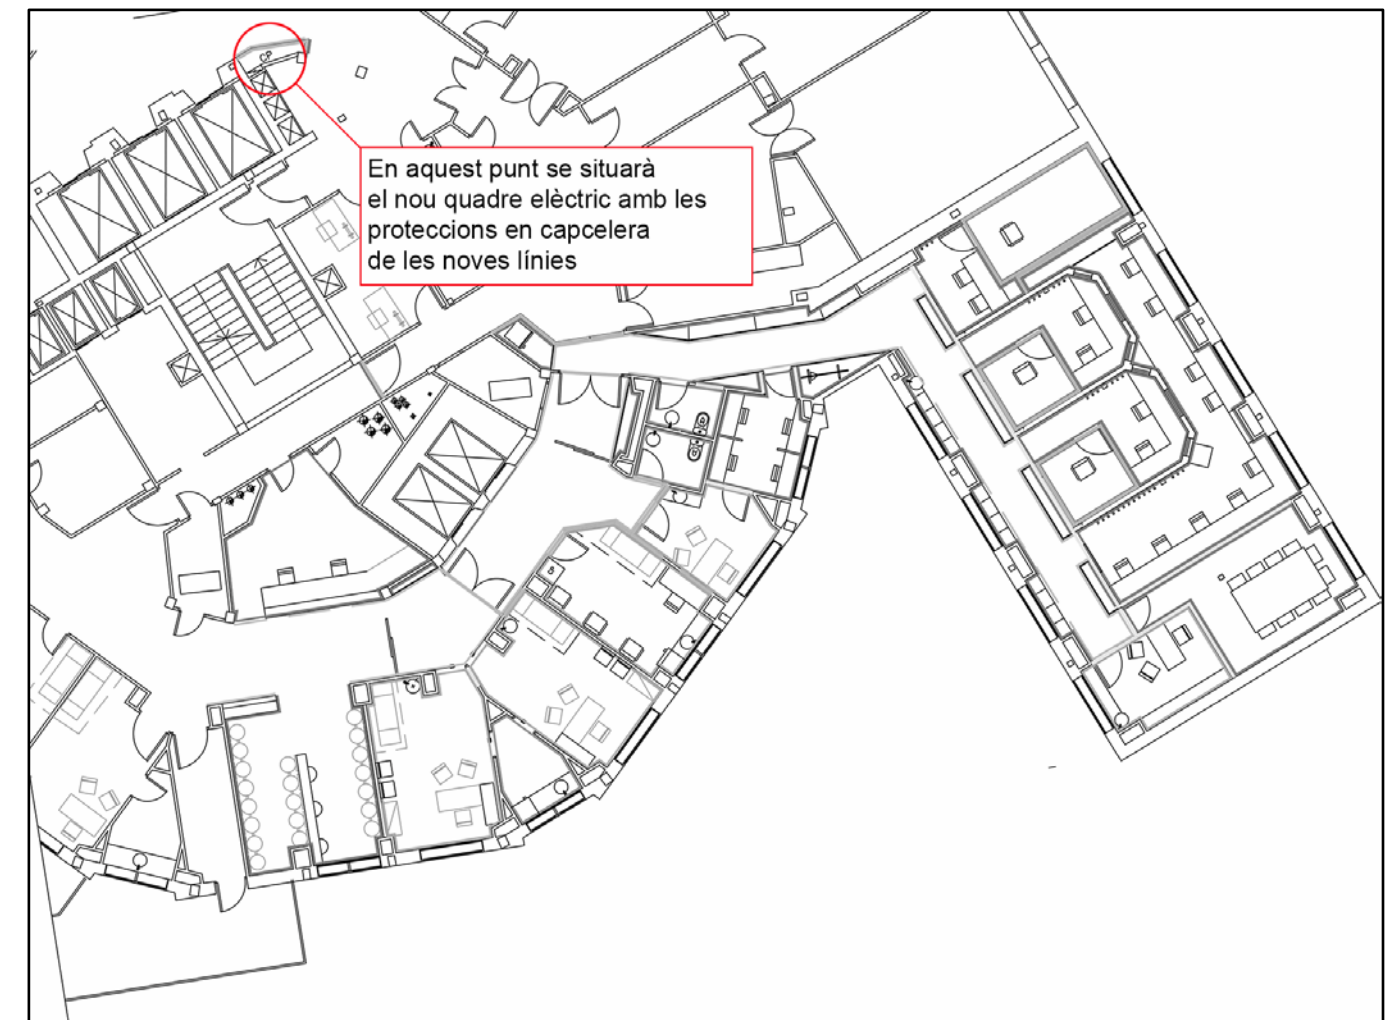 En aquest punt se situarà
el nou quadre elèctric amb les
proteccions en capcelera
de les noves línies